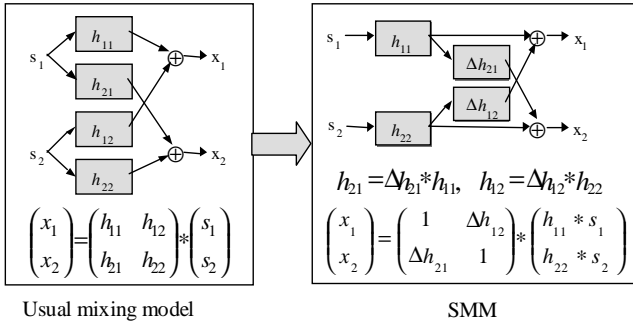 s₁ h₁₁ ⊕ x₁
h₂₁
h₁₂
s₂ ⊕ x₂
h₂₂
(x₁ x₂) = (h₁₁ h₁₂ h₂₁ h₂₂) * (s₁ s₂)
Usual mixing model
s₁ h₁₁ ⊕ x₁
Δh₂₁
Δh₁₂
s₂ h₂₂ ⊕ x₂
h₂₁=Δh₂₁*h₁₁, h₁₂=Δh₁₂*h₂₂
(x₁ x₂) = (1 Δh₁₂ Δh₂₁ 1) * (h₁₁ * s₁ h₂₂ * s₂)
SMM